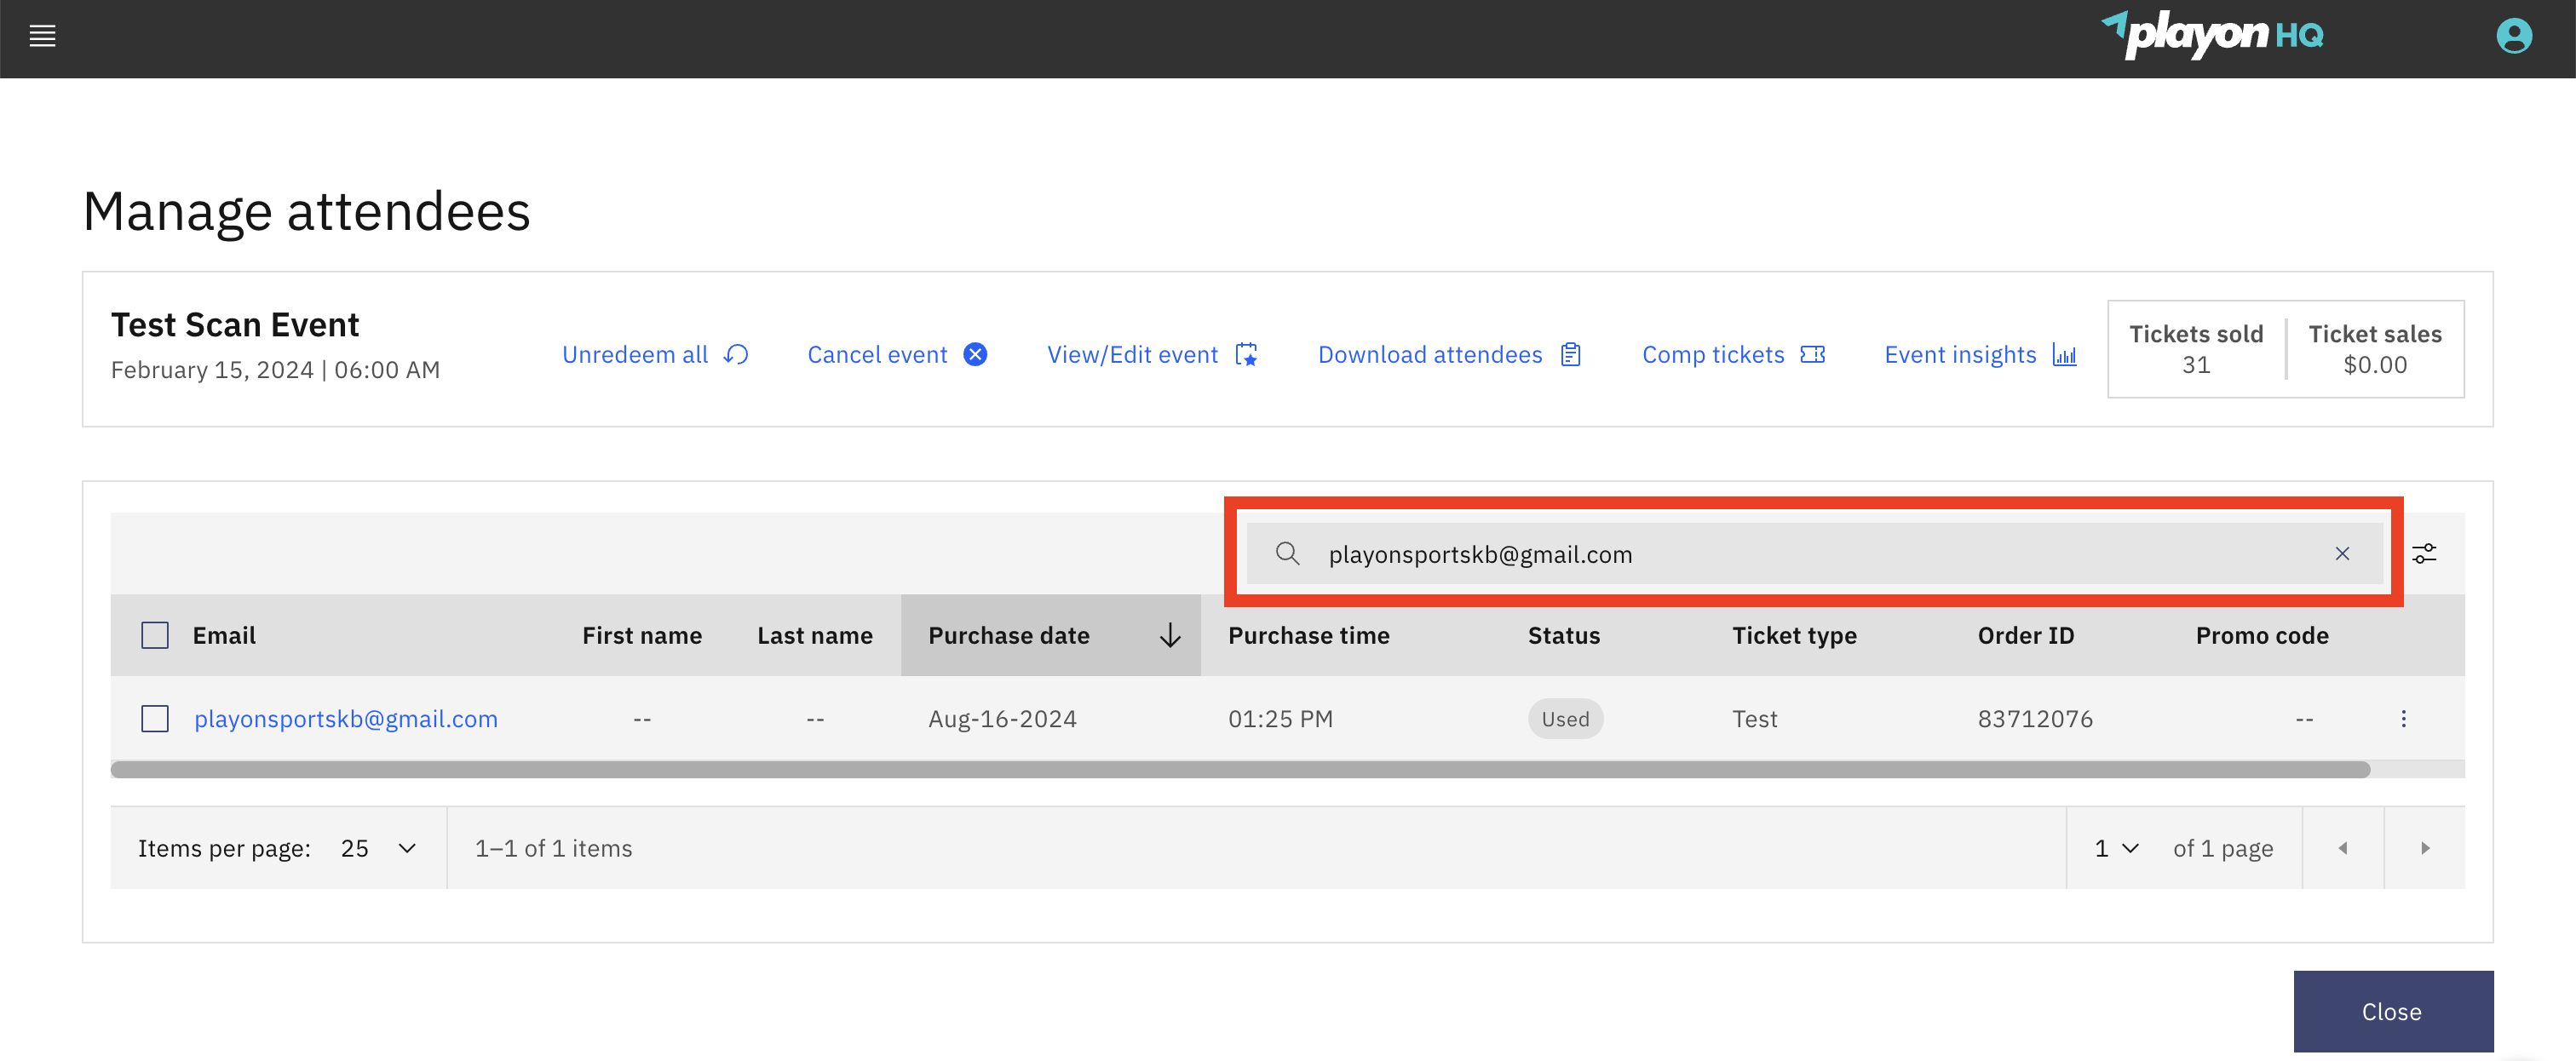 playon HQ
Manage attendees
Test Scan Event
February 15, 2024 | 06:00 AM
Unredeem all
Cancel event
View/Edit event
Download attendees
Comp tickets
Event insights
Tickets sold
31
Ticket sales
$0.00
playonsportskb@gmail.com
Email First name Last name Purchase date Purchase time Status Ticket type Order ID Promo code
playonsportskb@gmail.com -- -- Aug-16-2024 01:25 PM Used Test 83712076 --
Items per page: 25 1–1 of 1 items 1 of 1 page
Close